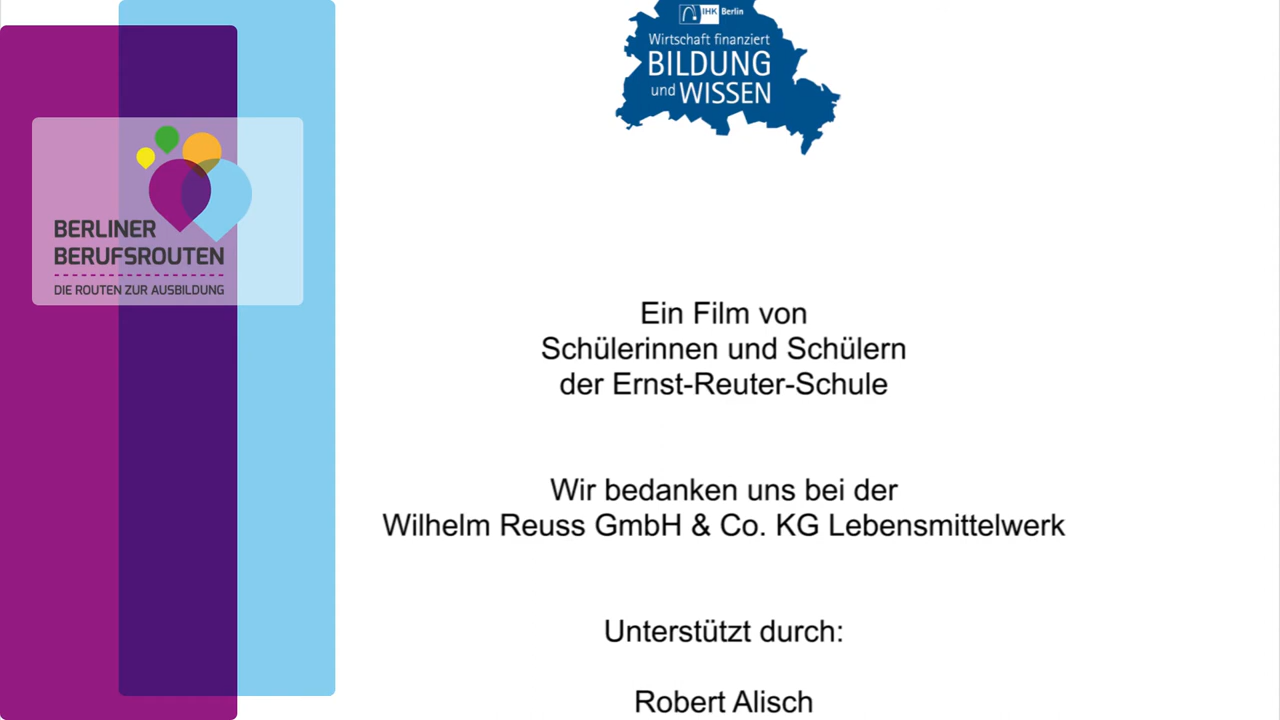 IHK Berlin
Wirtschaft finanziert
BILDUNG
und WISSEN
BERLINER
BERUFSROUTEN
DIE ROUTEN ZUR AUSBILDUNG
Ein Film von
Schülerinnen und Schülern
der Ernst-Reuter-Schule
Wir bedanken uns bei der
Wilhelm Reuss GmbH & Co. KG Lebensmittelwerk
Unterstützt durch:
Robert Alisch